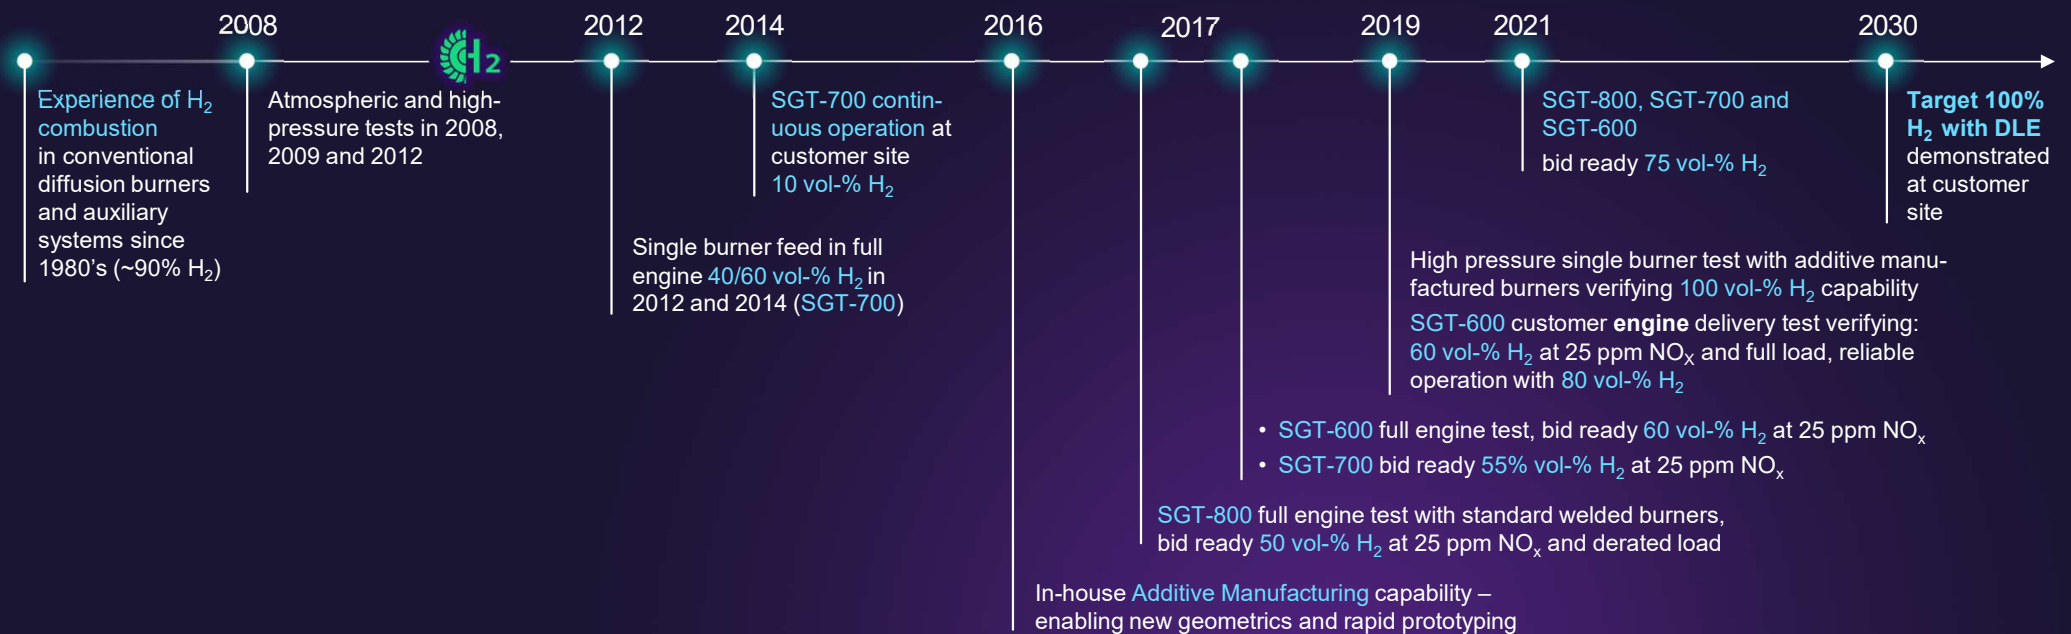 2008
2012
2014
2016
2017
2019
2021
2030
H2
Experience of H₂
combustion
in conventional
diffusion burners
and auxiliary
systems since
1980's (~90% H₂)
Atmospheric and high-
pressure tests in 2008,
2009 and 2012
Single burner feed in full
engine 40/60 vol-% H₂ in
2012 and 2014 (SGT-700)
SGT-700 contin-
uous operation at
customer site
10 vol-% H₂
In-house Additive Manufacturing capability –
enabling new geometrics and rapid prototyping
SGT-800 full engine test with standard welded burners,
bid ready 50 vol-% H₂ at 25 ppm NOₓ and derated load
• SGT-600 full engine test, bid ready 60 vol-% H₂ at 25 ppm NOₓ
• SGT-700 bid ready 55% vol-% H₂ at 25 ppm NOₓ
High pressure single burner test with additive manu-
factured burners verifying 100 vol-% H₂ capability
SGT-600 customer engine delivery test verifying:
60 vol-% H₂ at 25 ppm NOX and full load, reliable
operation with 80 vol-% H₂
SGT-800, SGT-700 and
SGT-600
bid ready 75 vol-% H₂
Target 100%
H₂ with DLE
demonstrated
at customer
site